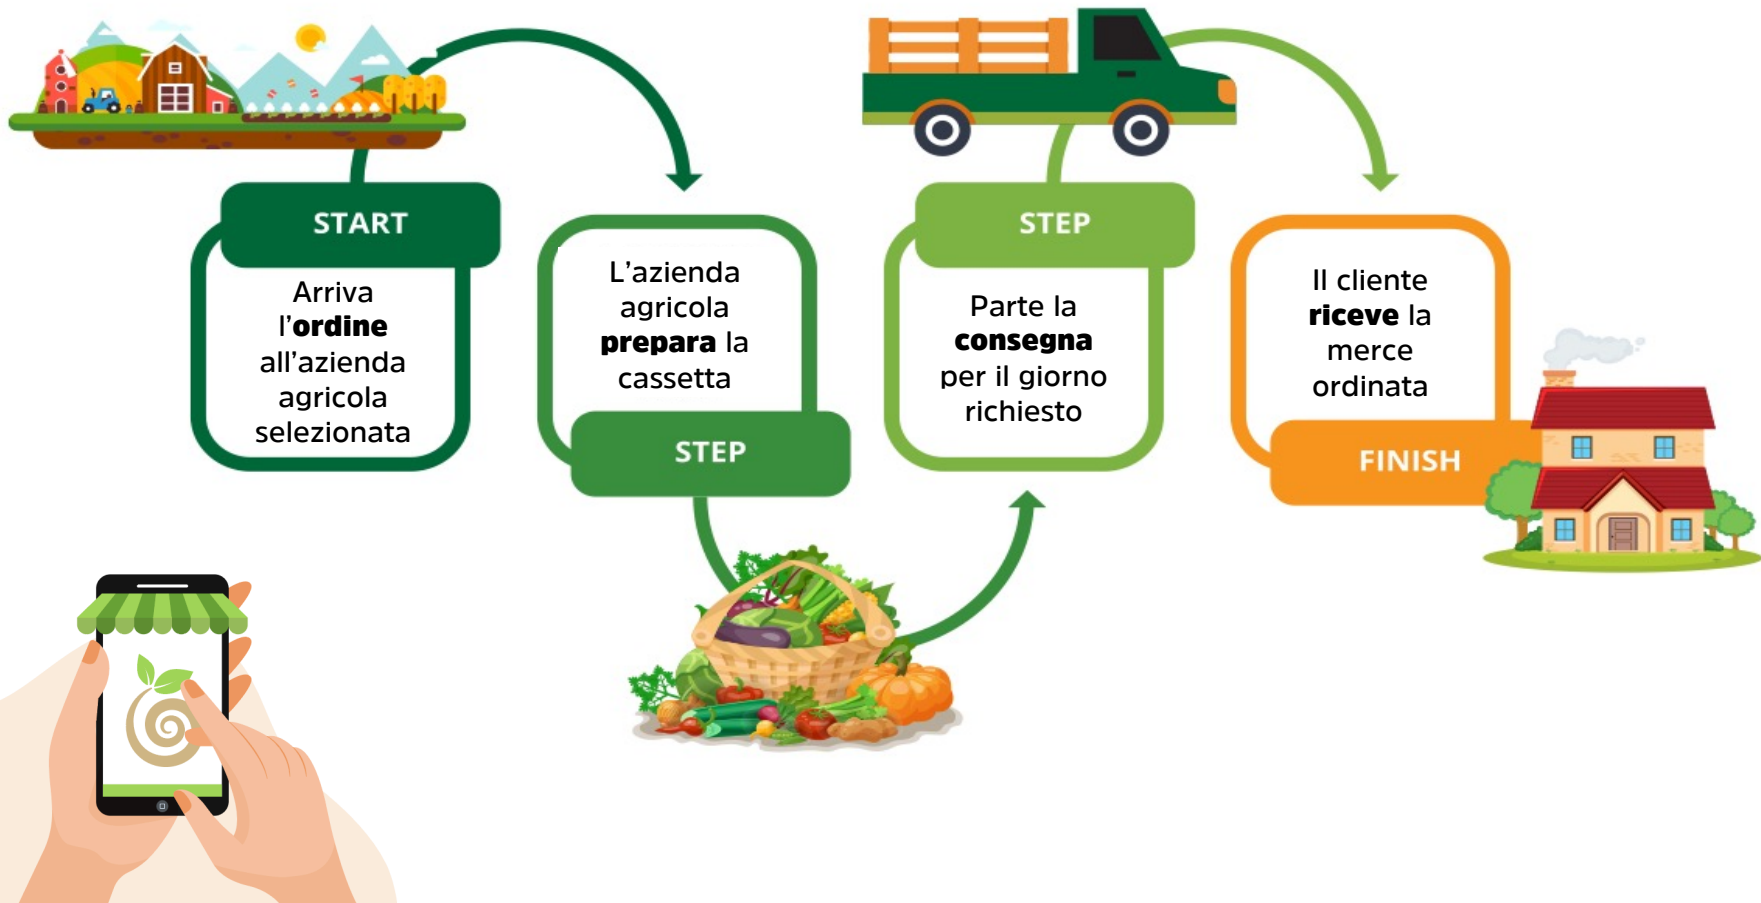 START
Arriva
l’ordine
all’azienda
agricola
selezionata
L’azienda
agricola
prepara la
cassetta
STEP
STEP
Parte la
consegna
per il giorno
richiesto
Il cliente
riceve la
merce
ordinata
FINISH